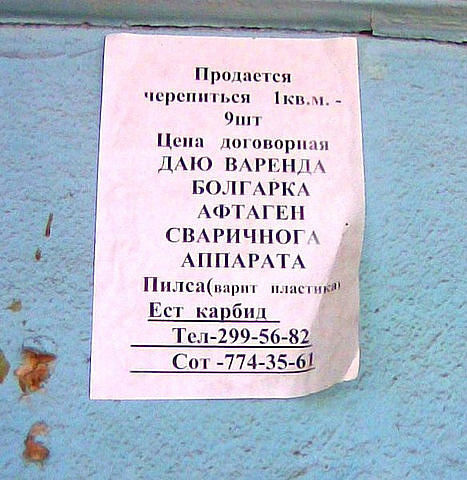 Продается
черепиться 1кв.м. -
9шт
Цена договорная
ДАЮ ВАРЕНДА
БОЛГАРКА
АФТАГЕН
СВАРИЧНОГА
АППАРАТА
Пилса(варит пластика)
Ест карбид
Тел-299-56-82
Сот -774-35-61